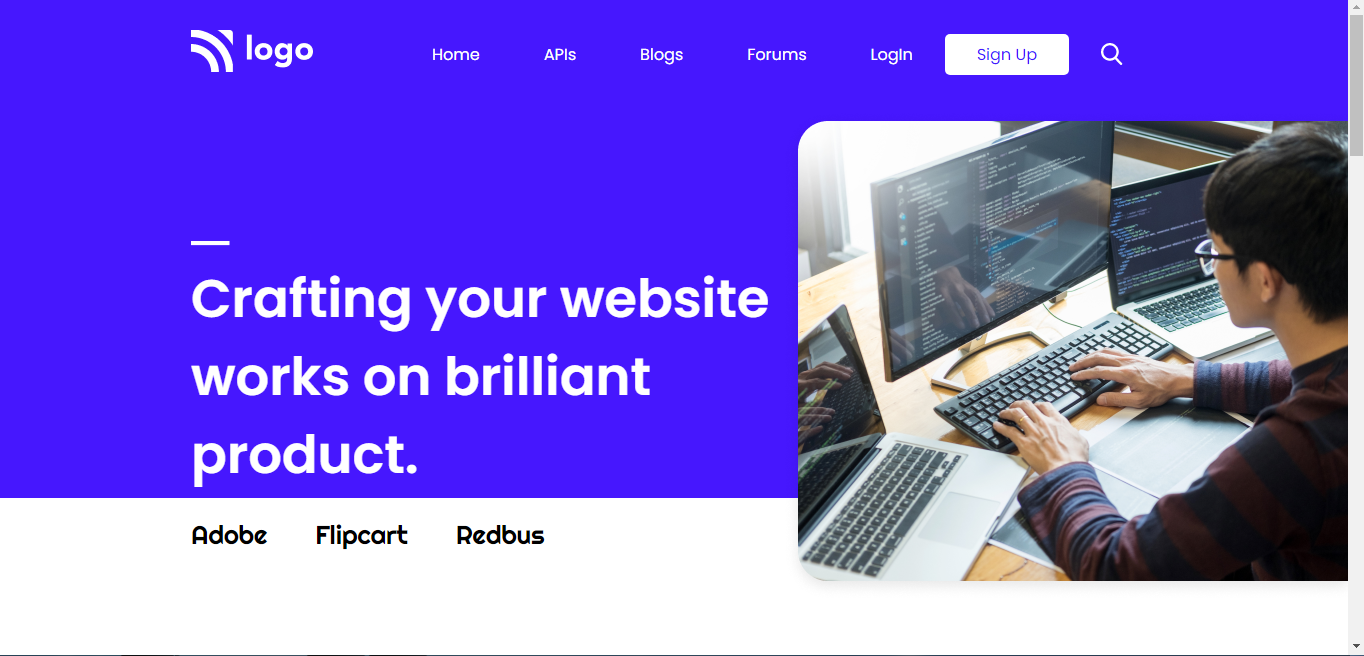 logo
Home APIs Blogs Forums LogIn Sign Up
Crafting your website
works on brilliant
product.
Adobe Flipcart Redbus